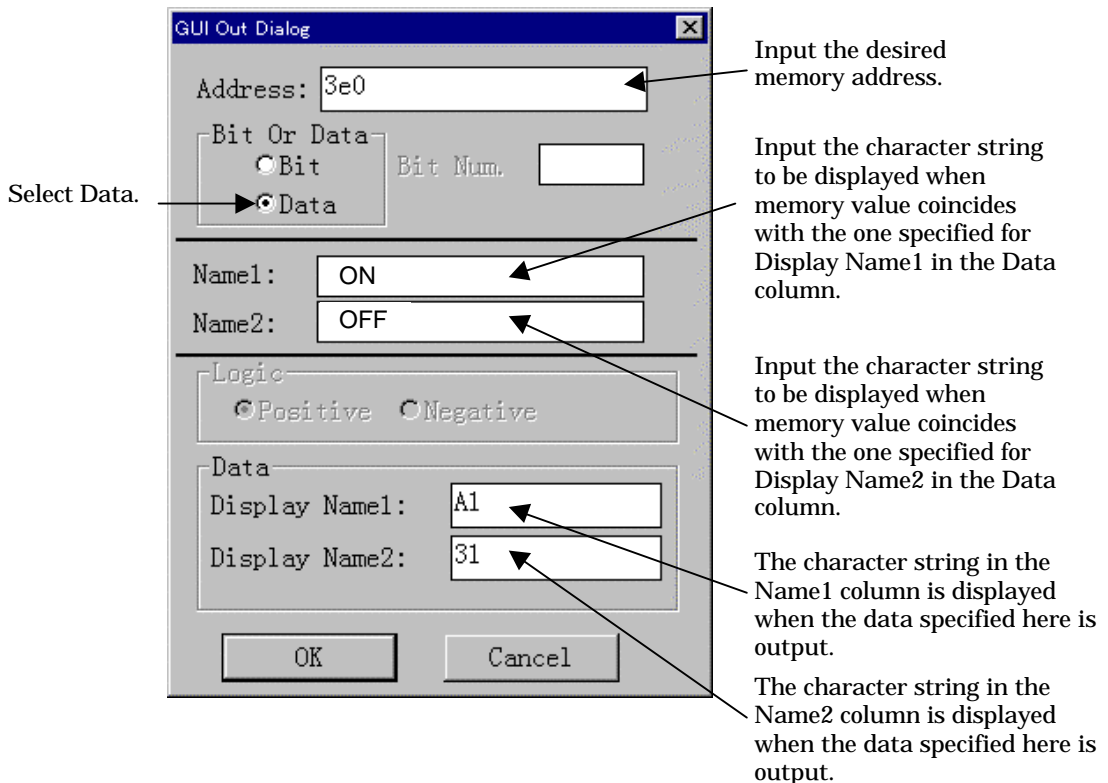 GUI Out Dialog
Address: 3e0
Bit Or Data
Bit
Bit Num.
Data
Name1: ON
Name2: OFF
Logic
Positive Negative
Data
Display Name1: A1
Display Name2: 31
OK Cancel
Select Data.
Input the desired
memory address.
Input the character string
to be displayed when
memory value coincides
with the one specified for
Display Name1 in the Data
column.
Input the character string
to be displayed when
memory value coincides
with the one specified for
Display Name2 in the Data
column.
The character string in the
Name1 column is displayed
when the data specified here is
output.
The character string in the
Name2 column is displayed
when the data specified here is
output.